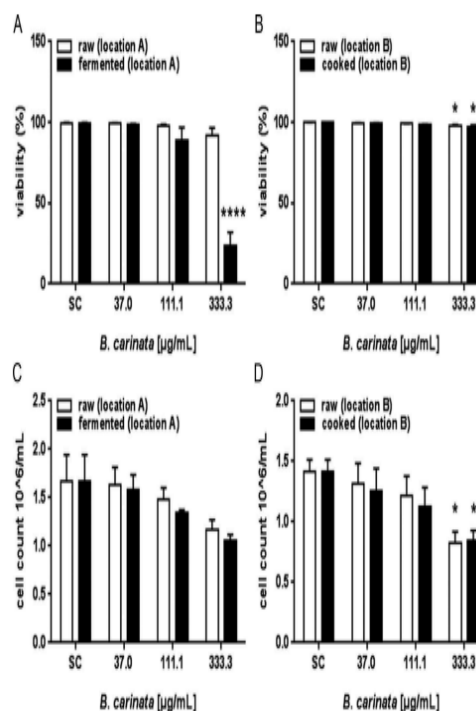 A
raw (location A)
fermented (location A)
viability (%)
150
100
50
0
****
SC 37.0 111.1 333.3
B. carinata [µg/mL]
B
raw (location B)
cooked (location B)
viability (%)
150
100
50
0
* *
SC 37.0 111.1 333.3
B. carinata [µg/mL]
C
raw (location A)
fermented (location A)
cell count 10^6/mL
2.5
2.0
1.5
1.0
0.5
0.0
SC 37.0 111.1 333.3
B. carinata [µg/mL]
D
raw (location B)
cooked (location B)
cell count 10^6/mL
2.0
1.5
1.0
0.5
0.0
* *
SC 37.0 111.1 333.3
B. carinata [µg/mL]